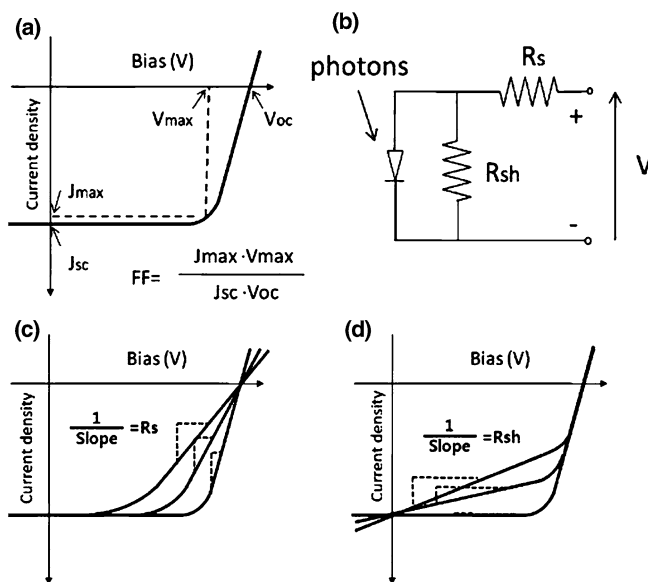 (a)
Bias (V)
Current density
Vmax
Voc
Jmax
Jsc
FF= Jmax·Vmax
Jsc·Voc
(b)
photons
Rs
Rsh
+
-
V
(c)
Bias (V)
Current density
1
Slope =Rs
(d)
Bias (V)
Current density
1
Slope =Rsh